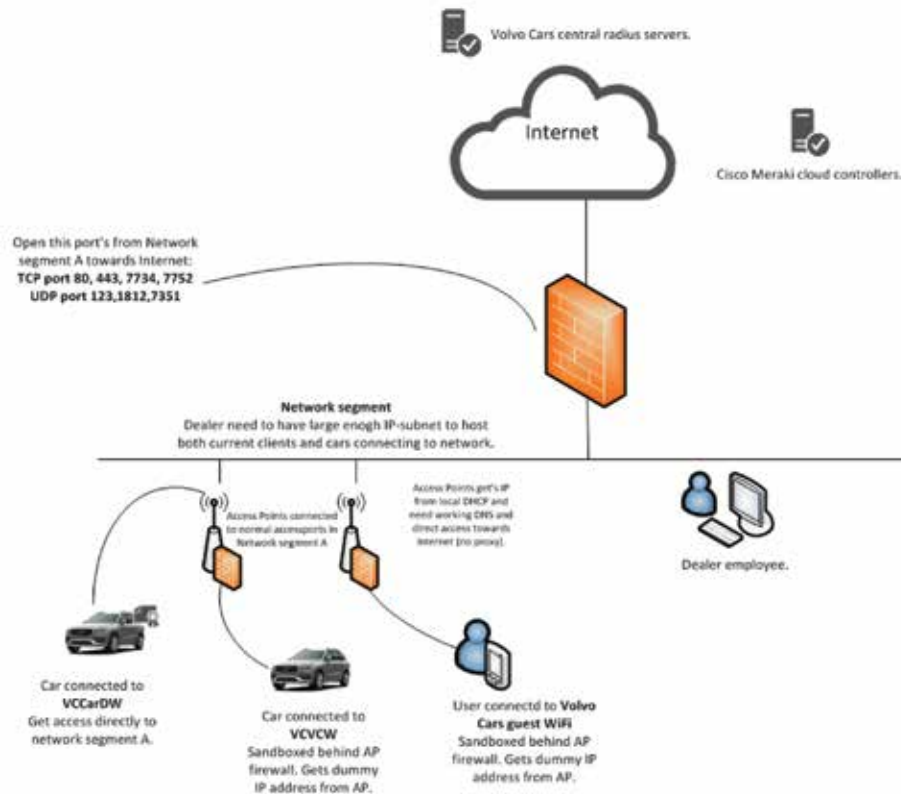 Volvo Cars central radius servers.
Internet
Cisco Meraki cloud controllers.
Open this port's from Network
segment A towards Internet:
TCP port 80, 443, 7734, 7752
UDP port 123,1812,7351
Network segment
Dealer need to have large enogh IP-subnet to host
both current clients and cars connecting to network.
Access Points connected
to normal accessports in
Network segment A
Access Points get's IP
from local DHCP and
need working DNS and
direct access towards
Internet (no proxy).
Dealer employee.
Car connected to
VCCarDW
Get access directly to
network segment A.
Car connected to
VCVCW
Sandboxed behind AP
firewall. Gets dummy
IP address from AP.
User connectd to Volvo
Cars guest WiFi
Sandboxed behind AP
firewall. Gets dummy IP
address from AP.